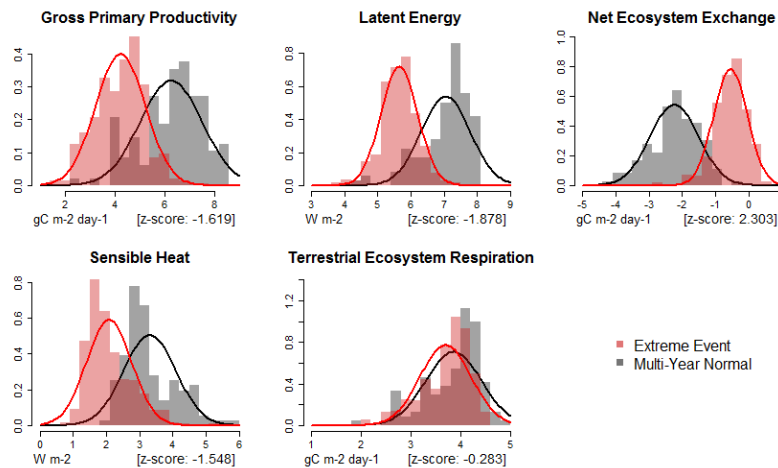 Gross Primary Productivity
0.0 0.1 0.2 0.3 0.4
2 4 6 8
gC m-2 day-1 [z-score: -1.619]
Latent Energy
0.0 0.2 0.4 0.6 0.8
3 4 5 6 7 8 9
W m-2 [z-score: -1.878]
Net Ecosystem Exchange
0.0 0.2 0.4 0.6 0.8 1.0
-5 -4 -3 -2 -1 0
gC m-2 day-1 [z-score: 2.303]
Sensible Heat
0.0 0.2 0.4 0.6 0.8
0 1 2 3 4 5 6
W m-2 [z-score: -1.548]
Terrestrial Ecosystem Respiration
0.0 0.4 0.8 1.2
1 2 3 4 5
gC m-2 day-1 [z-score: -0.283]
Extreme Event
Multi-Year Normal